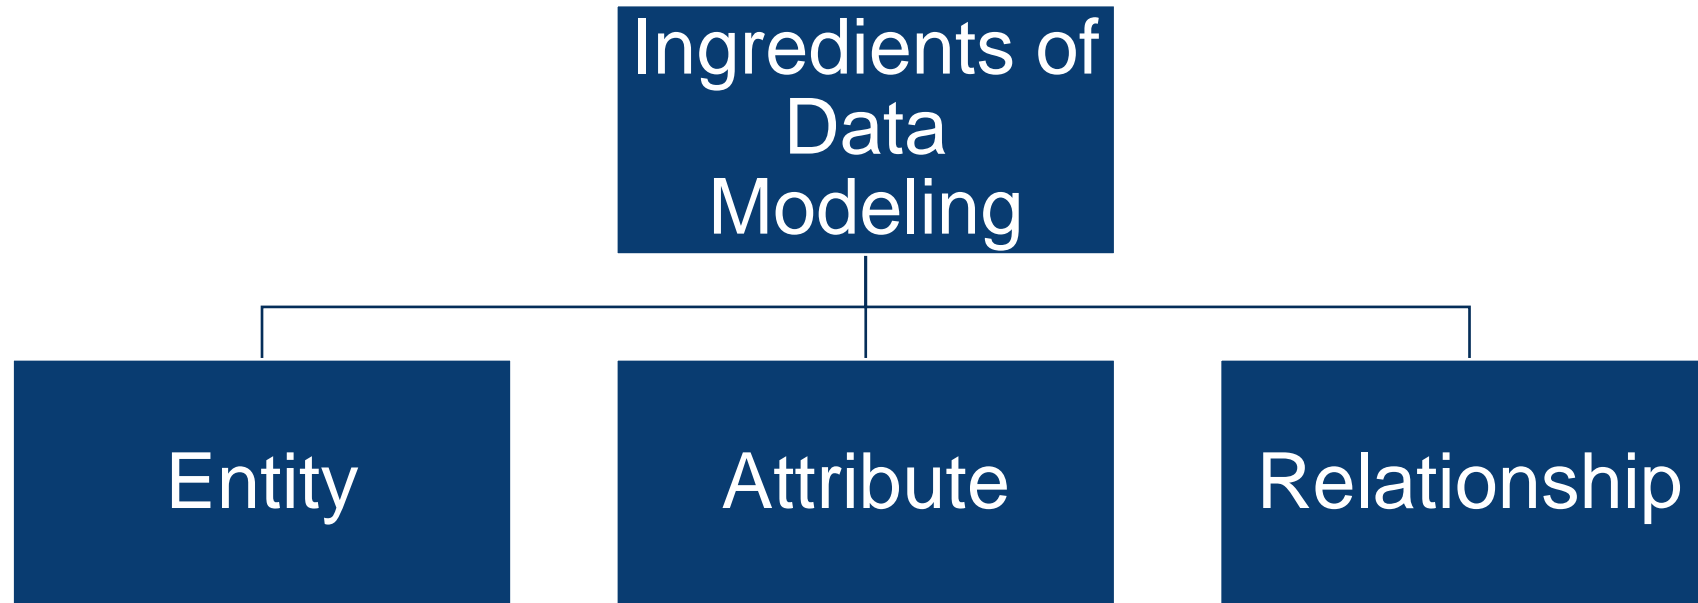 Ingredients of
Data
Modeling
Entity
Attribute
Relationship